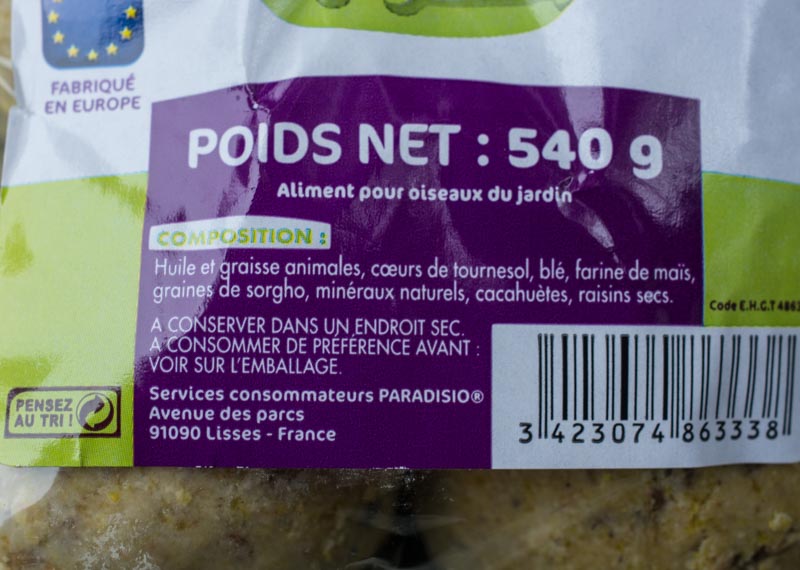 FABRIQUÉ
EN EUROPE
POIDS NET : 540 g
Aliment pour oiseaux du jardin
COMPOSITION :
Huile et graisse animales, cœurs de tournesol, blé, farine de maïs,
graines de sorgho, minéraux naturels, cacahuètes, raisins secs.
Code E.H.G.T 4863
A CONSERVER DANS UN ENDROIT SEC.
A CONSOMMER DE PRÉFÉRENCE AVANT :
VOIR SUR L'EMBALLAGE.
Services consommateurs PARADISIO®
Avenue des parcs
91090 Lisses - France
PENSEZ
AU TRI !
3 423074 863338